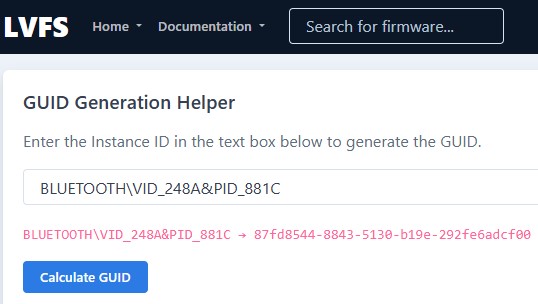 LVFS Home Documentation Search for firmware...
GUID Generation Helper
Enter the Instance ID in the text box below to generate the GUID.
BLUETOOTH\VID_248A&PID_881C
BLUETOOTH\VID_248A&PID_881C → 87fd8544-8843-5130-b19e-292fe6adcf00
Calculate GUID